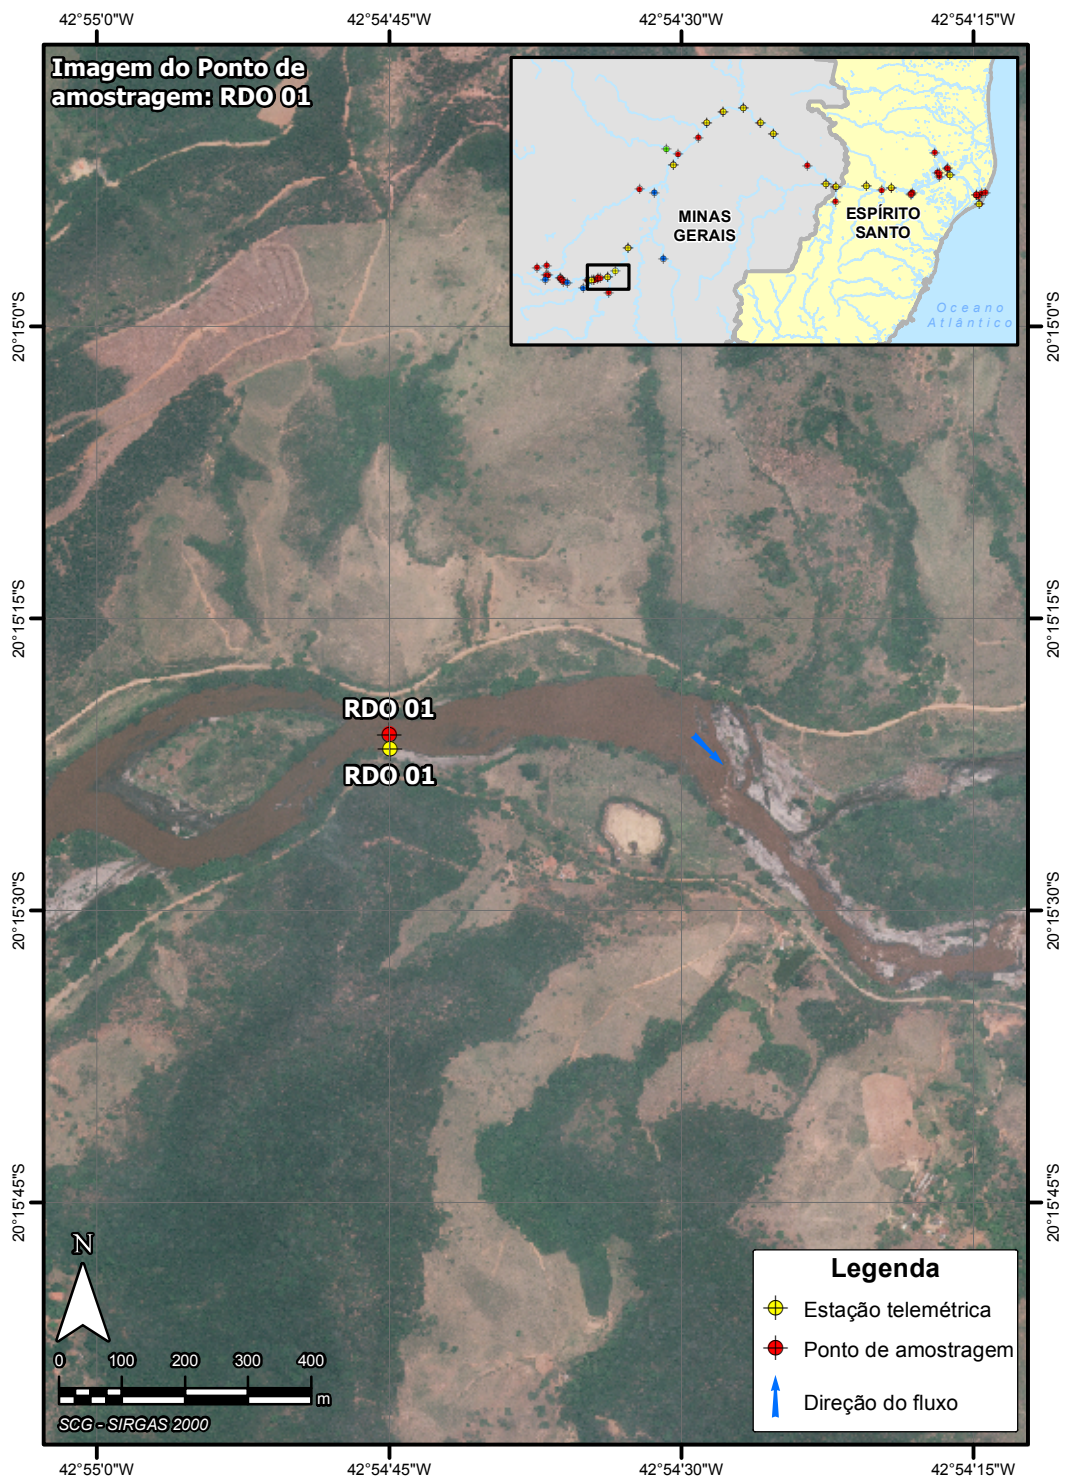 42°55'0"W
42°54'45"W
42°54'30"W
42°54'15"W
Imagem do Ponto de
amostragem: RDO 01
MINAS
GERAIS
ESPÍRITO
SANTO
Oceano
Atlântico
20°15'0"S
20°15'0"S
20°15'15"S
20°15'15"S
RDO 01
RDO 01
20°15'30"S
20°15'30"S
20°15'45"S
20°15'45"S
N
0 100 200 300 400
m
SCG - SIRGAS 2000
Legenda
Estação telemétrica
Ponto de amostragem
Direção do fluxo
42°55'0"W
42°54'45"W
42°54'30"W
42°54'15"W